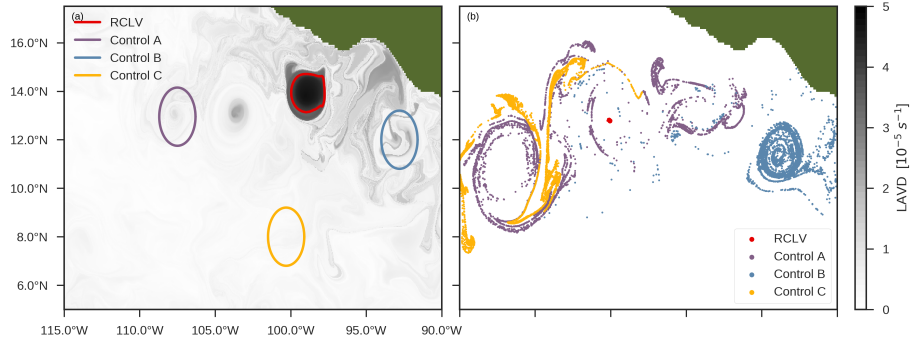 (a)
RCLV
Control A
Control B
Control C
16.0°N
14.0°N
12.0°N
10.0°N
8.0°N
6.0°N
115.0°W
110.0°W
105.0°W
100.0°W
95.0°W
90.0°W
(b)
RCLV
Control A
Control B
Control C
5
4
3
2
1
0
LAVD [10⁻⁵ s⁻¹]